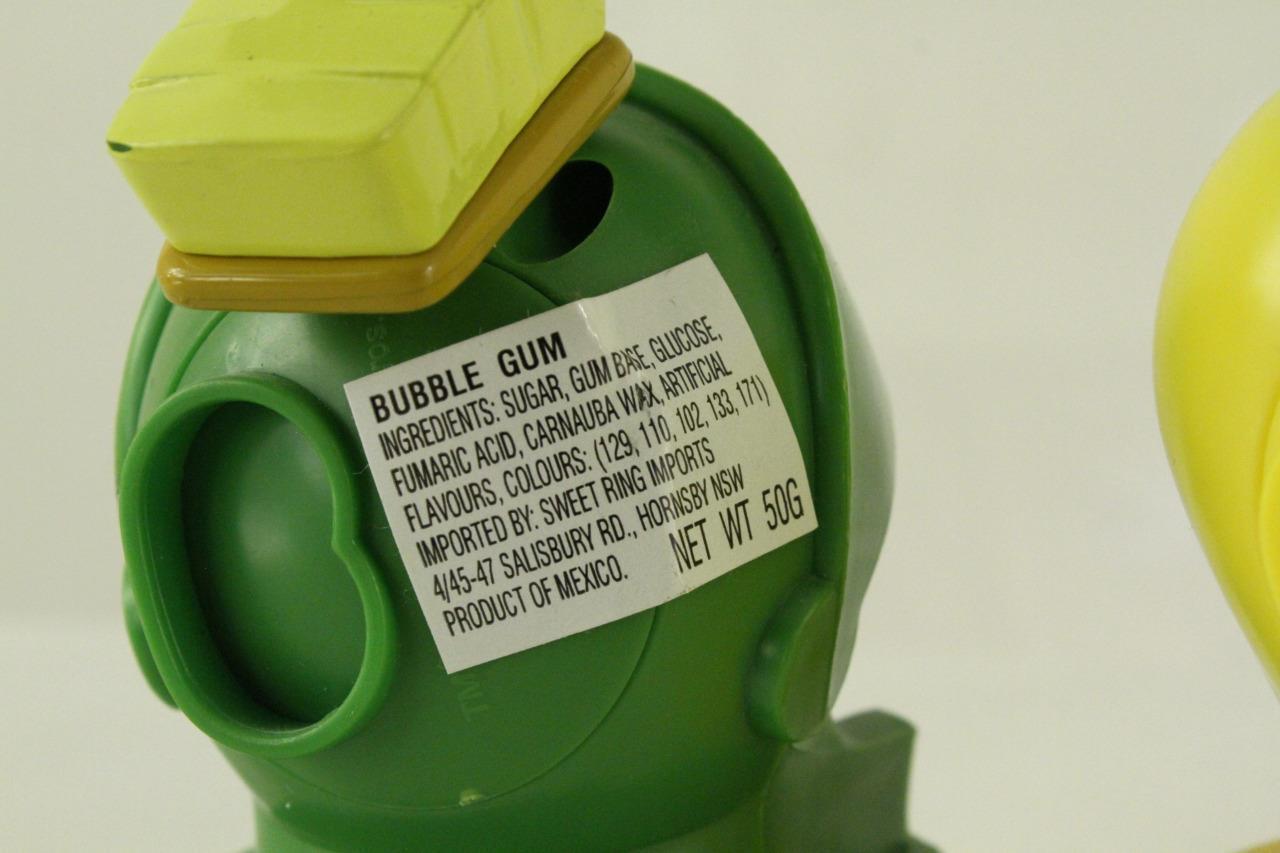 BUBBLE GUM
INGREDIENTS: SUGAR, GUM BASE, GLUCOSE,
FUMARIC ACID, CARNAUBA WAX, ARTIFICIAL
FLAVOURS, COLOURS: (129, 110, 102, 133, 171)
IMPORTED BY: SWEET RING IMPORTS
4/45-47 SALISBURY RD., HORNSBY NSW
PRODUCT OF MEXICO. NET WT 50G
TM